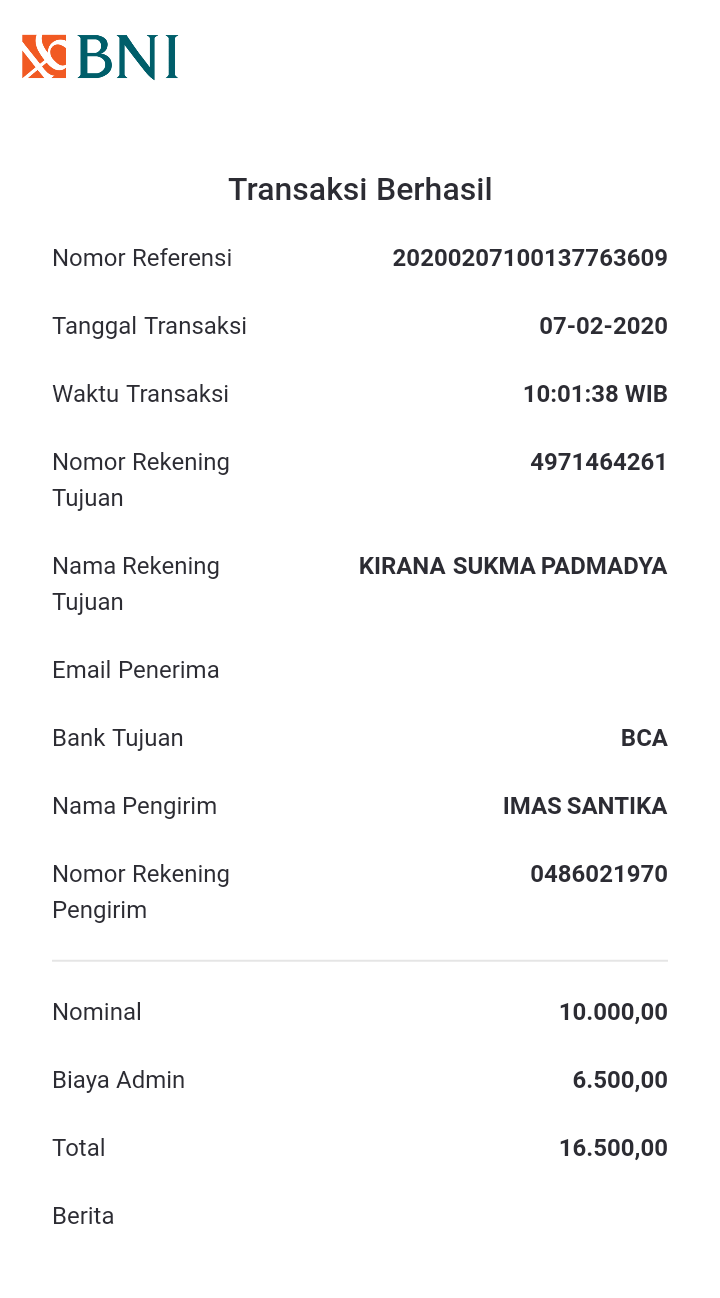 BNI
Transaksi Berhasil
Nomor Referensi 20200207100137763609
Tanggal Transaksi 07-02-2020
Waktu Transaksi 10:01:38 WIB
Nomor Rekening 4971464261
Tujuan
Nama Rekening KIRANA SUKMA PADMADYA
Tujuan
Email Penerima
Bank Tujuan BCA
Nama Pengirim IMAS SANTIKA
Nomor Rekening 0486021970
Pengirim
Nominal 10.000,00
Biaya Admin 6.500,00
Total 16.500,00
Berita